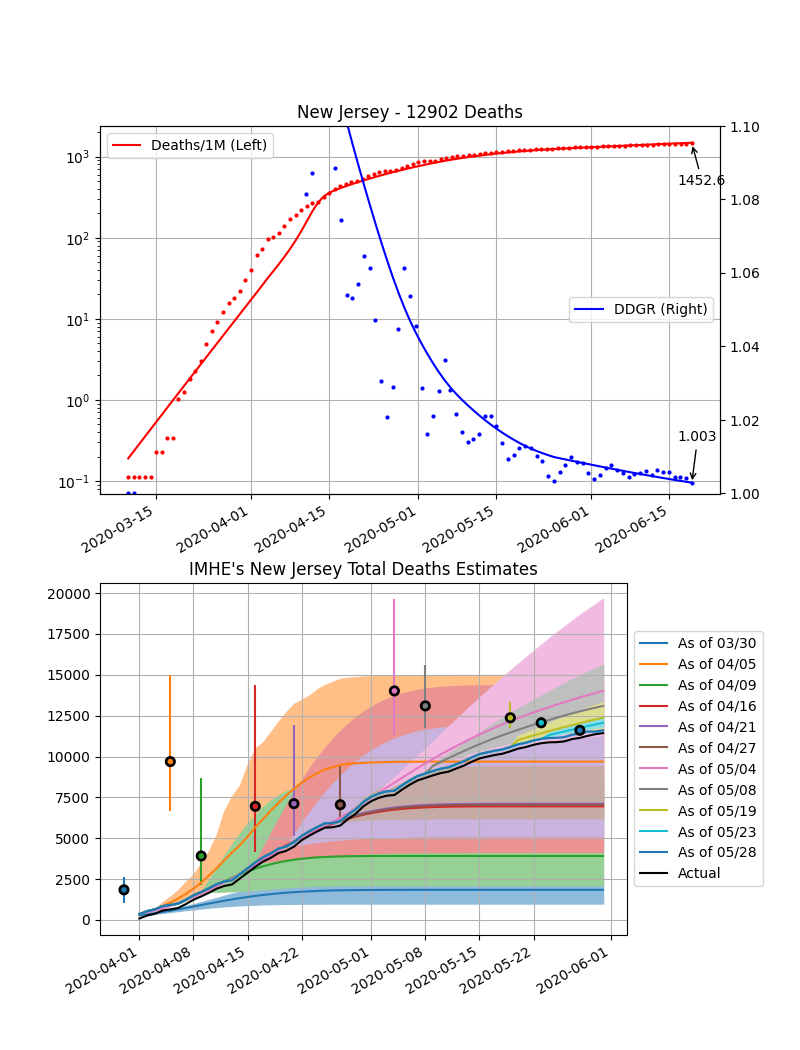 New Jersey - 12902 Deaths
Deaths/1M (Left)
DDGR (Right)
1452.6
1.003
10³
10²
10¹
10⁰
10⁻¹
1.10
1.08
1.06
1.04
1.02
1.00
2020-03-15
2020-04-01
2020-04-15
2020-05-01
2020-05-15
2020-06-01
2020-06-15
IMHE's New Jersey Total Deaths Estimates
20000
17500
15000
12500
10000
7500
5000
2500
0
2020-04-01
2020-04-08
2020-04-15
2020-04-22
2020-05-01
2020-05-08
2020-05-15
2020-05-22
2020-06-01
As of 03/30
As of 04/05
As of 04/09
As of 04/16
As of 04/21
As of 04/27
As of 05/04
As of 05/08
As of 05/19
As of 05/23
As of 05/28
Actual